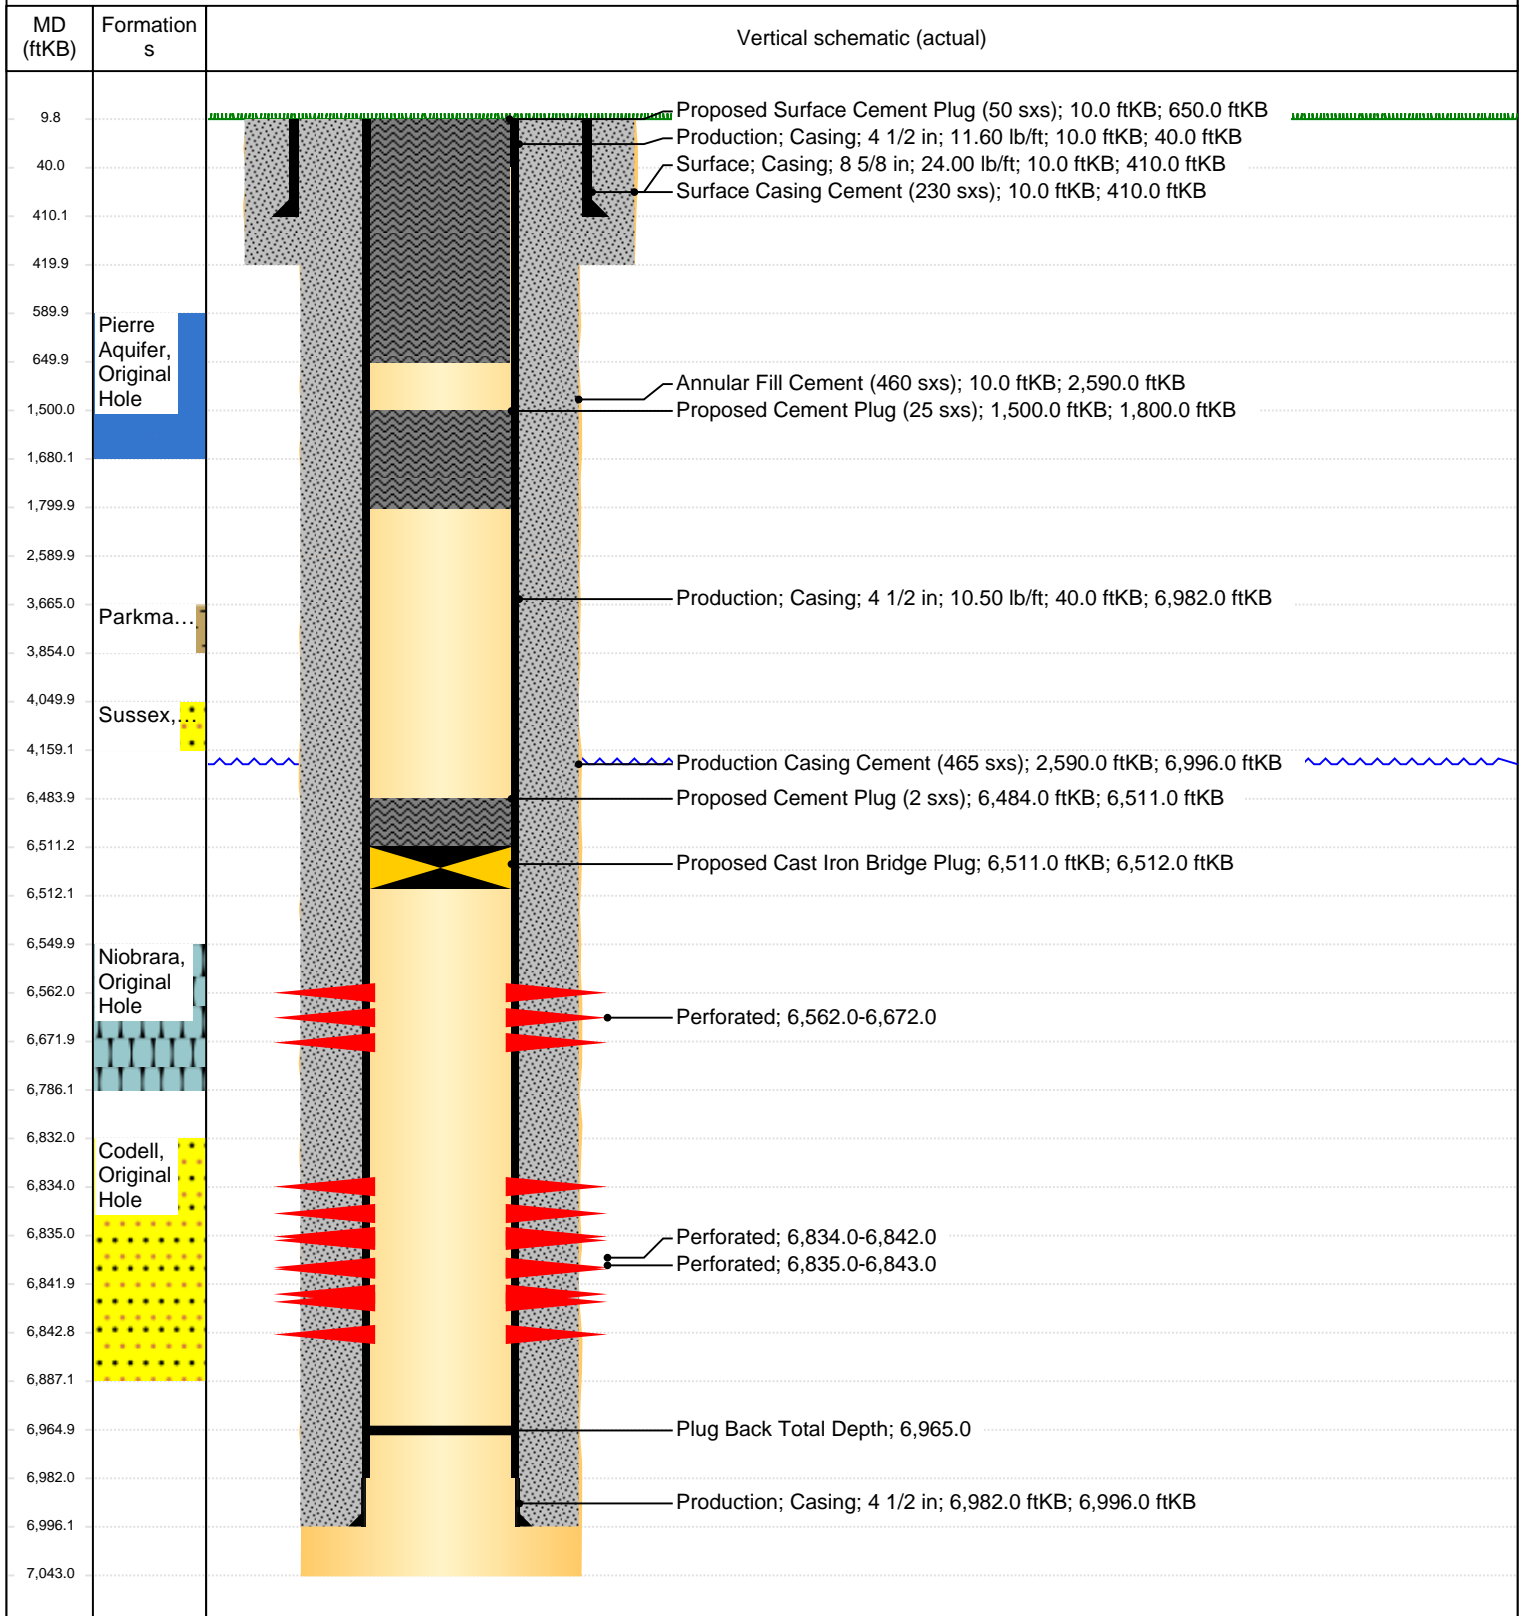 MD
(ftKB)
Formation
s
Vertical schematic (actual)
9.8
40.0
410.1
419.9
589.9
649.9
1,500.0
1,680.1
1,799.9
2,589.9
3,665.0
3,854.0
4,049.9
4,159.1
6,483.9
6,511.2
6,512.1
6,549.9
6,562.0
6,671.9
6,786.1
6,832.0
6,834.0
6,835.0
6,841.9
6,842.8
6,887.1
6,964.9
6,982.0
6,996.1
7,043.0
Pierre
Aquifer,
Original
Hole
Parkma...
Sussex,...
Niobrara,
Original
Hole
Codell,
Original
Hole
Proposed Surface Cement Plug (50 sxs); 10.0 ftKB; 650.0 ftKB
Production; Casing; 4 1/2 in; 11.60 lb/ft; 10.0 ftKB; 40.0 ftKB
Surface; Casing; 8 5/8 in; 24.00 lb/ft; 10.0 ftKB; 410.0 ftKB
Surface Casing Cement (230 sxs); 10.0 ftKB; 410.0 ftKB
Annular Fill Cement (460 sxs); 10.0 ftKB; 2,590.0 ftKB
Proposed Cement Plug (25 sxs); 1,500.0 ftKB; 1,800.0 ftKB
Production; Casing; 4 1/2 in; 10.50 lb/ft; 40.0 ftKB; 6,982.0 ftKB
Production Casing Cement (465 sxs); 2,590.0 ftKB; 6,996.0 ftKB
Proposed Cement Plug (2 sxs); 6,484.0 ftKB; 6,511.0 ftKB
Proposed Cast Iron Bridge Plug; 6,511.0 ftKB; 6,512.0 ftKB
Perforated; 6,562.0-6,672.0
Perforated; 6,834.0-6,842.0
Perforated; 6,835.0-6,843.0
Plug Back Total Depth; 6,965.0
Production; Casing; 4 1/2 in; 6,982.0 ftKB; 6,996.0 ftKB